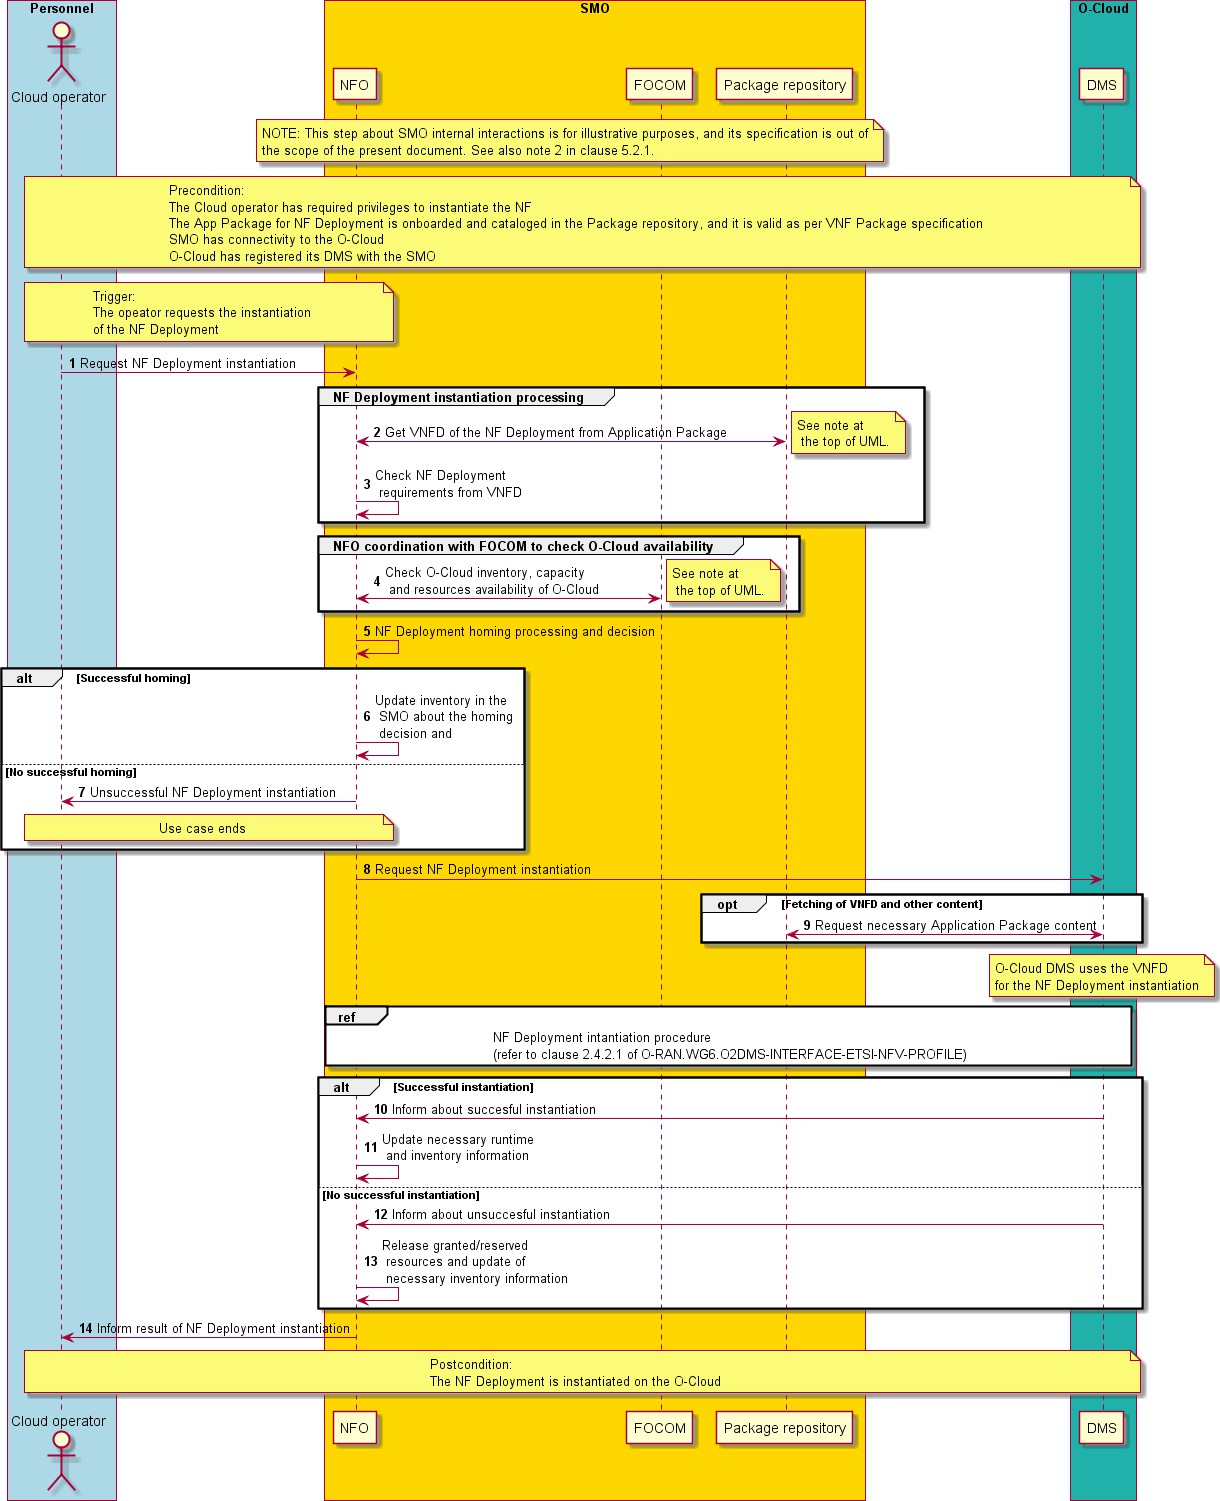 Personnel
SMO
O-Cloud
Cloud operator
NFO
FOCOM
Package repository
DMS
NOTE: This step about SMO internal interactions is for illustrative purposes, and its specification is out of
the scope of the present document. See also note 2 in clause 5.2.1.
Precondition:
The Cloud operator has required privileges to instantiate the NF
The App Package for NF Deployment is onboarded and cataloged in the Package repository, and it is valid as per VNF Package specification
SMO has connectivity to the O-Cloud
O-Cloud has registered its DMS with the SMO
Trigger:
The opeator requests the instantiation
of the NF Deployment
1 Request NF Deployment instantiation
NF Deployment instantiation processing
2 Get VNFD of the NF Deployment from Application Package
See note at
the top of UML.
3 Check NF Deployment
requirements from VNFD
NFO coordination with FOCOM to check O-Cloud availability
4 Check O-Cloud inventory, capacity
and resources availability of O-Cloud
See note at
the top of UML.
5 NF Deployment homing processing and decision
alt [Successful homing]
6 Update inventory in the
SMO about the homing
decision and
[No successful homing]
7 Unsuccessful NF Deployment instantiation
Use case ends
8 Request NF Deployment instantiation
opt [Fetching of VNFD and other content]
9 Request necessary Application Package content
O-Cloud DMS uses the VNFD
for the NF Deployment instantiation
ref
NF Deployment intantiation procedure
(refer to clause 2.4.2.1 of O-RAN.WG6.O2DMS-INTERFACE-ETSI-NFV-PROFILE)
alt [Successful instantiation]
10 Inform about succesful instantiation
11 Update necessary runtime
and inventory information
[No successful instantiation]
12 Inform about unsuccesful instantiation
13 Release granted/reserved
resources and update of
necessary inventory information
14 Inform result of NF Deployment instantiation
Postcondition:
The NF Deployment is instantiated on the O-Cloud
Cloud operator
NFO
FOCOM
Package repository
DMS